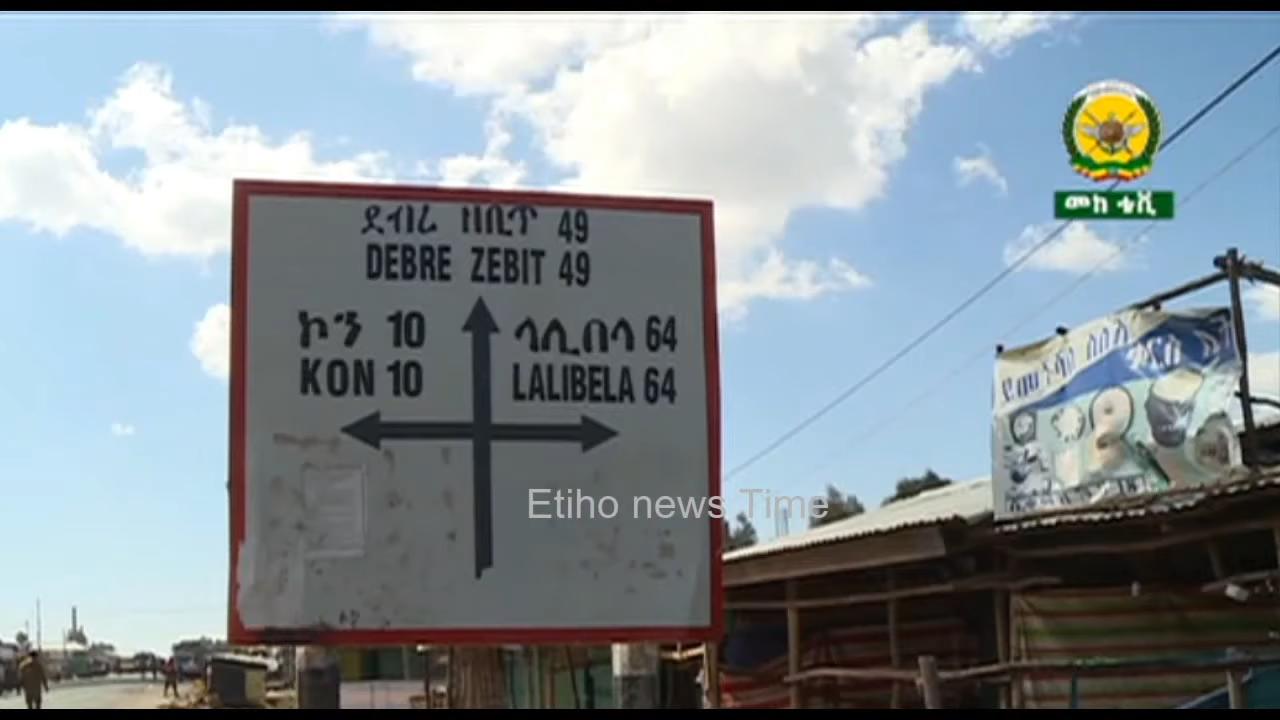 ደብረ ዘቢጥ 49
DEBRE ZEBIT 49
ኮን 10
KON 10
ላሊበላ 64
LALIBELA 64
መከ ቴቪ
Etiho news Time